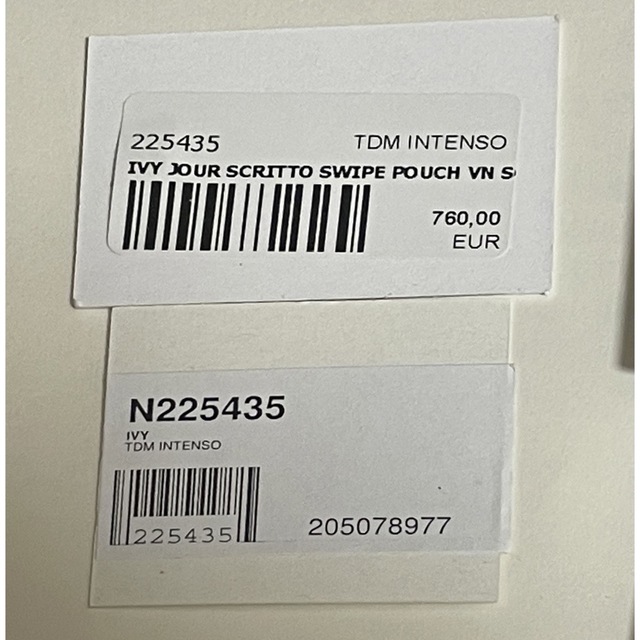 225435 TDM INTENSO
IVY JOUR SCRITTO SWIPE POUCH VN
760,00
EUR
N225435
IVY
TDM INTENSO
225435
205078977